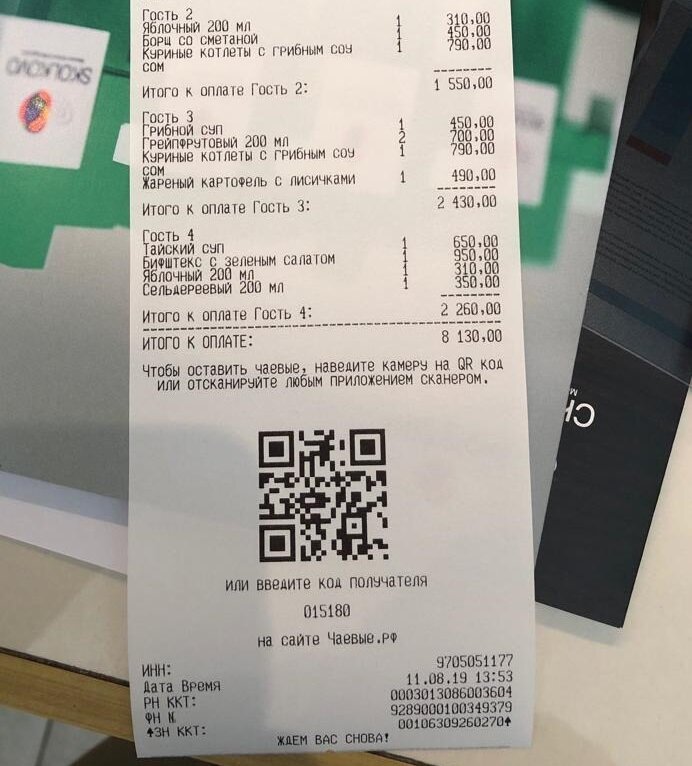 Гость 2
Яблочный 200 мл 1 310,00
Борщ со сметаной 1 450,00
Куриные котлеты с грибным соу 1 790,00
сом
Итого к оплате Гость 2: 1 550,00
Гость 3
Грибной суп 1 450,00
Грейпфрутовый 200 мл 2 700,00
Куриные котлеты с грибным соу 1 790,00
сом
Жареный картофель с лисичками 1 490,00
Итого к оплате Гость 3: 2 430,00
Гость 4
Тайский суп 1 650,00
Бифштекс с зеленым салатом 1 950,00
Яблочный 200 мл 1 310,00
Сельдереевый 200 мл 1 350,00
Итого к оплате Гость 4: 2 260,00
ИТОГО К ОПЛАТЕ: 8 130,00
Чтобы оставить чаевые, наведите камеру на QR код
или отсканируйте любым приложением сканером.
или введите код получателя
015180
на сайте Чаевые.рф
ИНН: 9705051177
Дата Время 11.08.19 13:53
РН ККТ: 0003013086003604
ФН № 9289000100349379
↑ЗН ККТ: 00106309260270↑
ЖДЕМ ВАС СНОВА!
SKOLKOVO